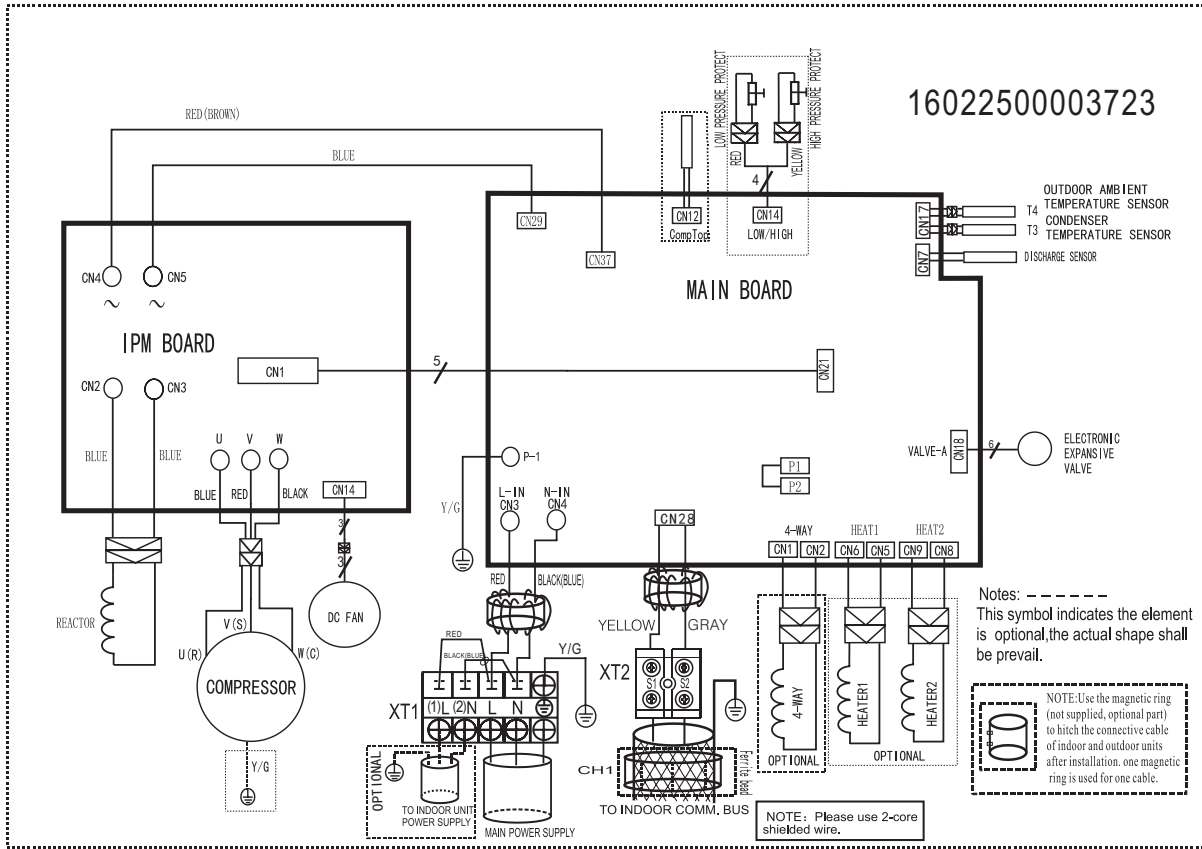 16022500003723
RED(BROWN)
BLUE
LOW PRESSURE PROTECT
HIGH PRESSURE PROTECT
RED
YELLOW
4
CN12
CompTop
CN14
LOW/HIGH
CN29
CN37
CN17
T4
OUTDOOR AMBIENT
TEMPERATURE SENSOR
T3
CONDENSER
TEMPERATURE SENSOR
CN7
DISCHARGE SENSOR
MAIN BOARD
CN4
CN5
IPM BOARD
CN1
5
CN21
CN2
CN3
BLUE
BLUE
U
V
W
BLUE
RED
BLACK
CN14
3
3
DC FAN
REACTOR
V(S)
U(R)
W(C)
COMPRESSOR
Y/G
P-1
Y/G
L-IN
CN3
N-IN
CN4
RED
BLACK(BLUE)
RED
BLACK(BLUE)
Y/G
XT1
(1)L
(2)N
L
N
OPTIONAL
TO INDOOR UNIT
POWER SUPPLY
MAIN POWER SUPPLY
P1
P2
CN28
YELLOW
GRAY
XT2
S1
S2
CH1
Ferrite bead
TO INDOOR COMM. BUS
VALVE-A
CN18
6
ELECTRONIC
EXPANSIVE
VALVE
4-WAY
HEAT1
HEAT2
CN1
CN2
CN6
CN5
CN9
CN8
4-WAY
HEATER1
HEATER2
OPTIONAL
OPTIONAL
NOTE: Please use 2-core
shielded wire.
Notes:
This symbol indicates the element
is optional,the actual shape shall
be prevail.
NOTE:Use the magnetic ring
(not supplied, optional part)
to hitch the connective cable
of indoor and outdoor units
after installation. one magnetic
ring is used for one cable.